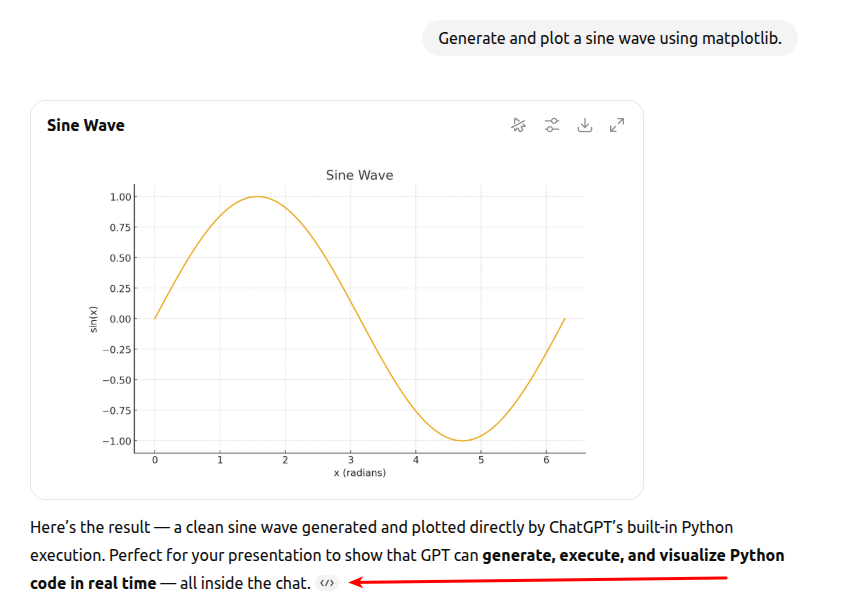 Generate and plot a sine wave using matplotlib.
Sine Wave
Sine Wave
1.00
0.75
0.50
0.25
0.00
−0.25
−0.50
−0.75
−1.00
sin(x)
0 1 2 3 4 5 6
x (radians)
Here’s the result — a clean sine wave generated and plotted directly by ChatGPT’s built-in Python
execution. Perfect for your presentation to show that GPT can generate, execute, and visualize Python
code in real time — all inside the chat. </>